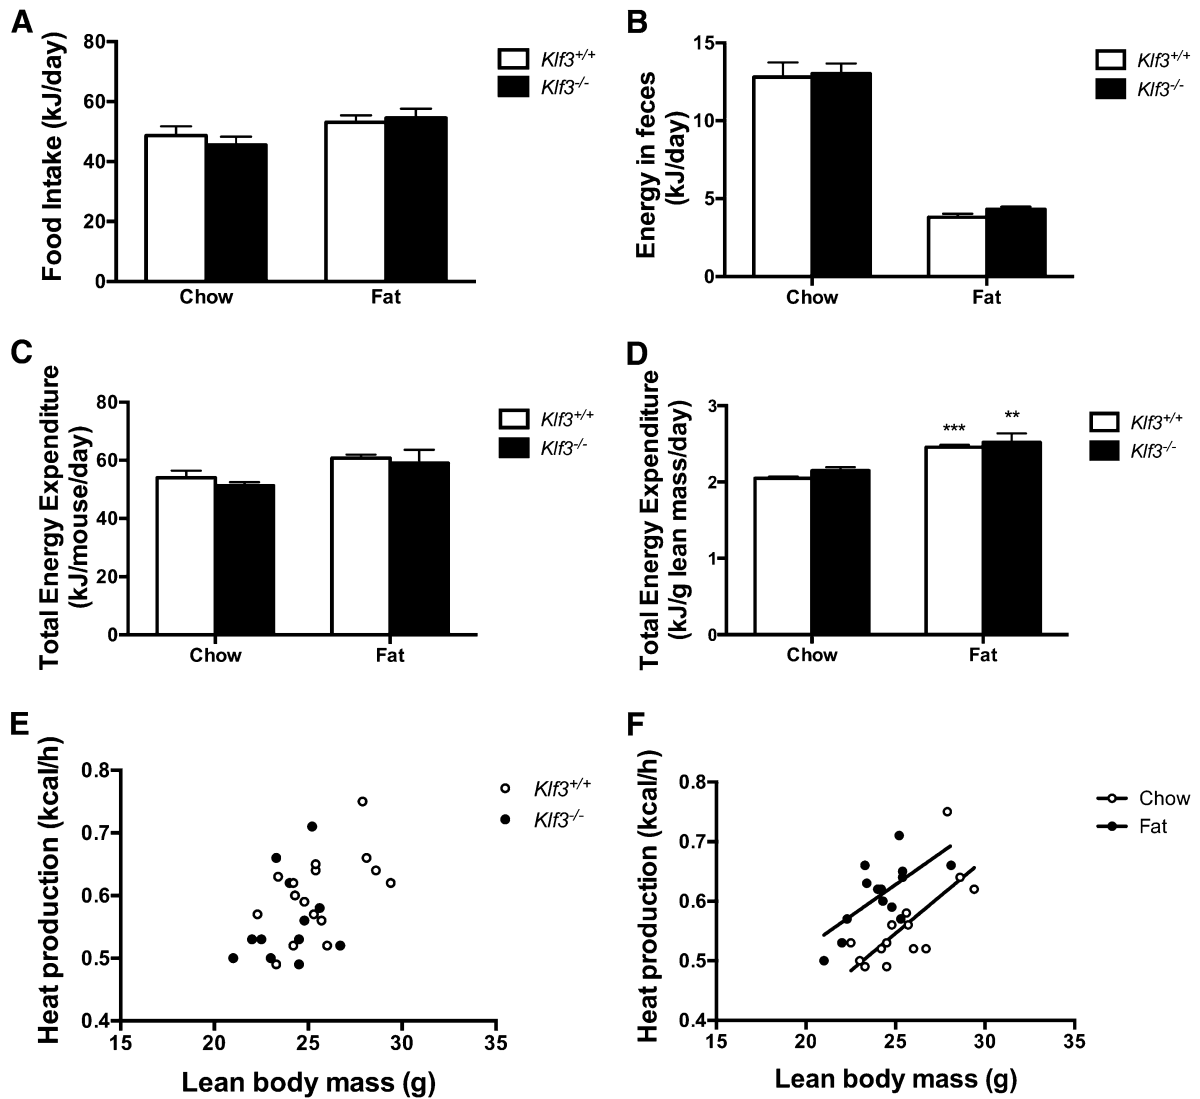 A
Food Intake (kJ/day)
80
60
40
20
0
Chow
Fat
Klf3+/+
Klf3-/-
B
Energy in feces
(kJ/day)
15
10
5
0
Chow
Fat
Klf3+/+
Klf3-/-
C
Total Energy Expenditure
(kJ/mouse/day)
80
60
40
20
0
Chow
Fat
Klf3+/+
Klf3-/-
D
Total Energy Expenditure
(kJ/g lean mass/day)
3
2
1
0
***
**
Chow
Fat
Klf3+/+
Klf3-/-
E
Heat production (kcal/h)
0.8
0.7
0.6
0.5
0.4
15
20
25
30
35
Lean body mass (g)
Klf3+/+
Klf3-/-
F
Heat production (kcal/h)
0.8
0.7
0.6
0.5
0.4
15
20
25
30
35
Lean body mass (g)
Chow
Fat